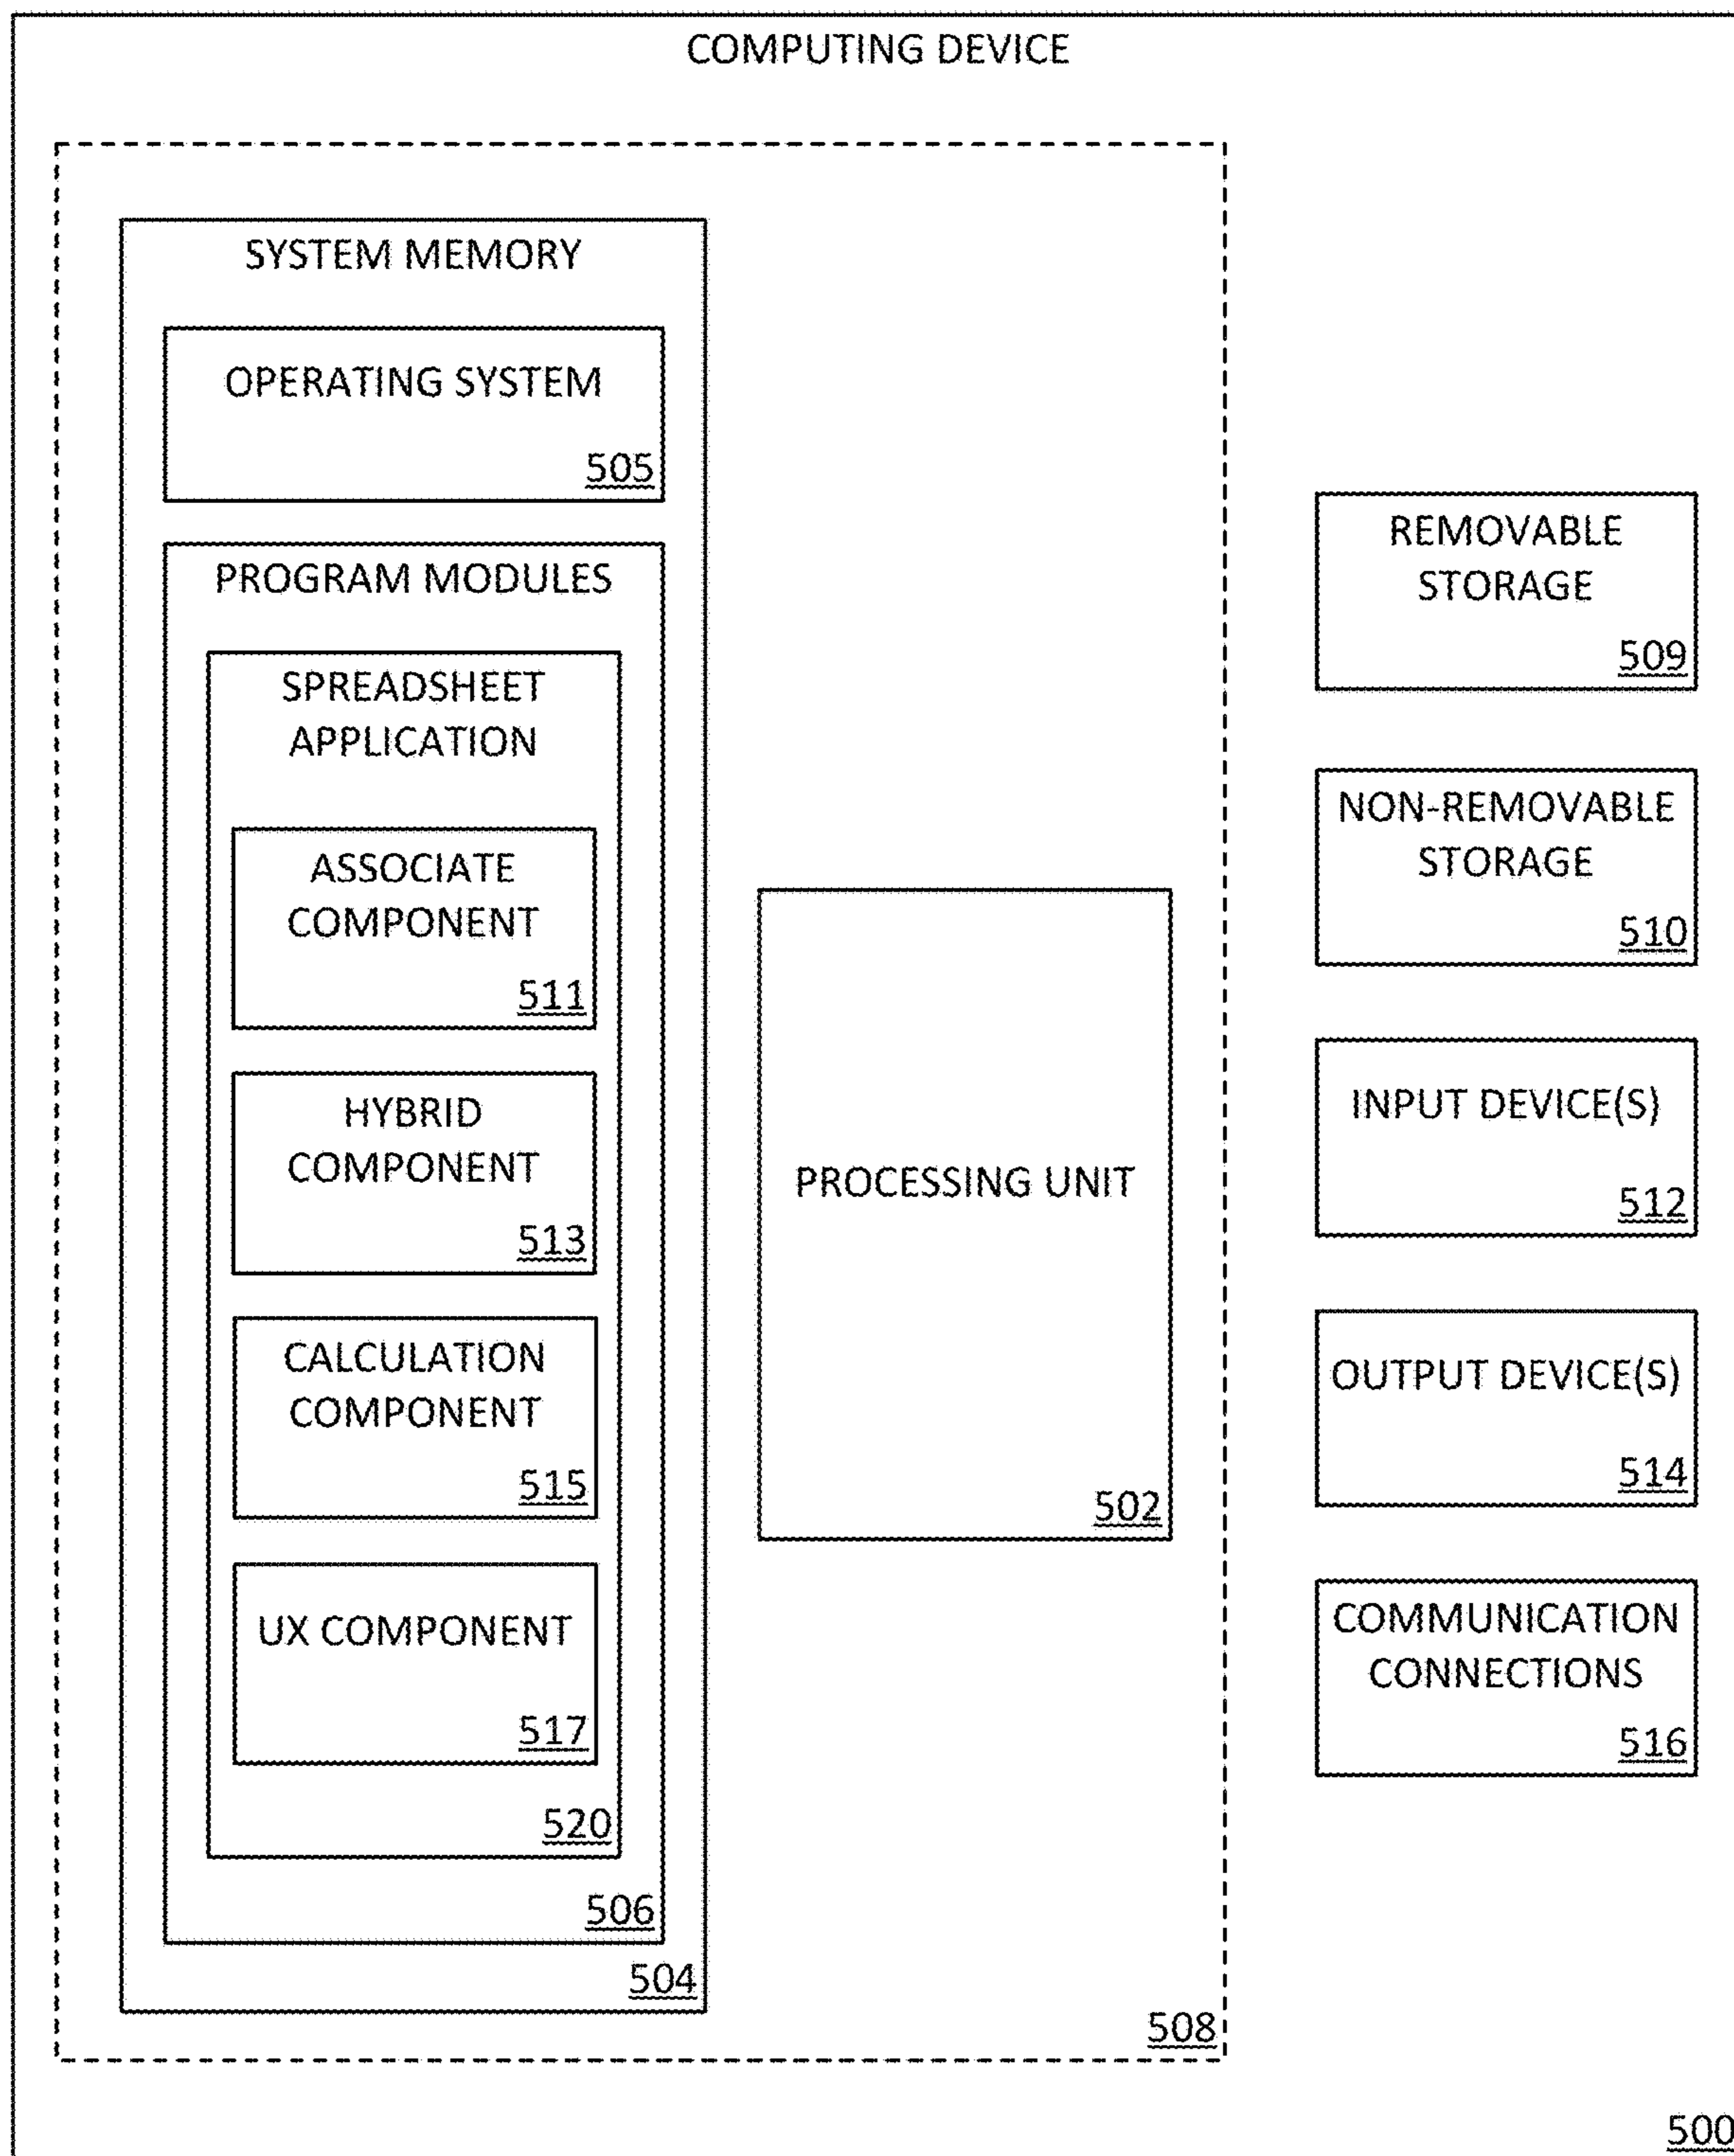 COMPUTING DEVICE
SYSTEM MEMORY
OPERATING SYSTEM
505
PROGRAM MODULES
SPREADSHEET
APPLICATION
ASSOCIATE
COMPONENT
511
HYBRID
COMPONENT
513
CALCULATION
COMPONENT
515
UX COMPONENT
517
520
506
504
PROCESSING UNIT
502
508
REMOVABLE
STORAGE
509
NON-REMOVABLE
STORAGE
510
INPUT DEVICE(S)
512
OUTPUT DEVICE(S)
514
COMMUNICATION
CONNECTIONS
516
500